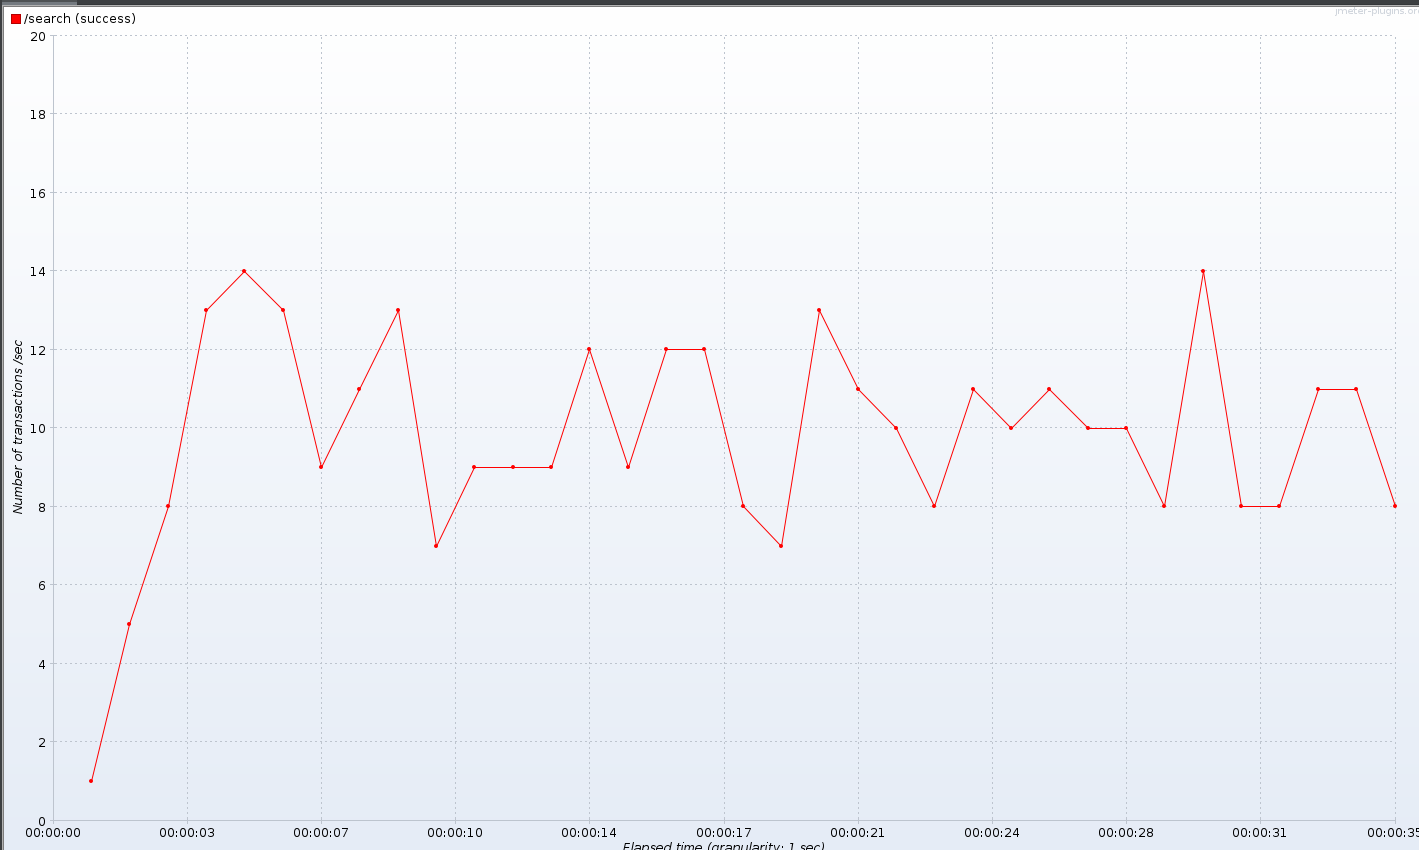 /search (success)
jmeter-plugins.or
20
18
16
14
12
10
8
6
4
2
0
Number of transactions /sec
00:00:00 00:00:03 00:00:07 00:00:10 00:00:14 00:00:17 00:00:21 00:00:24 00:00:28 00:00:31 00:00:35
Elapsed time (granularity: 1 sec)